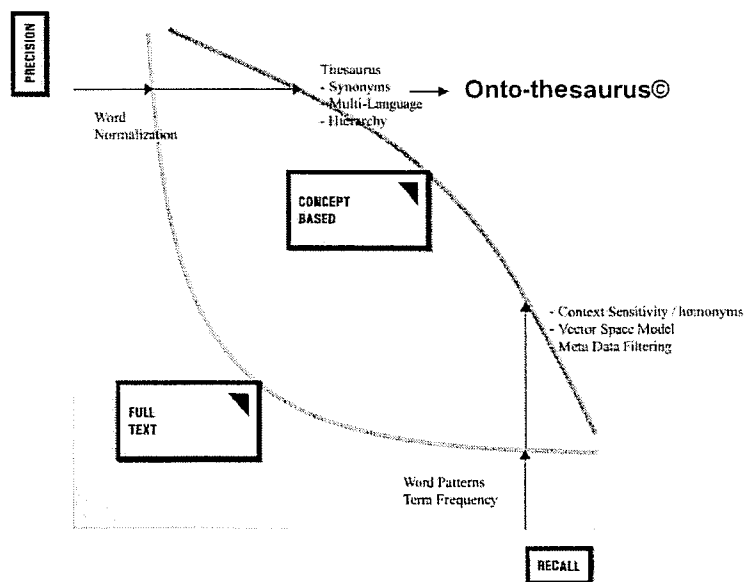 PRECISION
Thesaurus
- Synonyms
- Multi-Language
- Hierarchy
Onto-thesaurus©
Word
Normalization
CONCEPT
BASED
- Context Sensitivity / homonyms
- Vector Space Model
- Meta Data Filtering
FULL
TEXT
Word Patterns
Term Frequency
RECALL